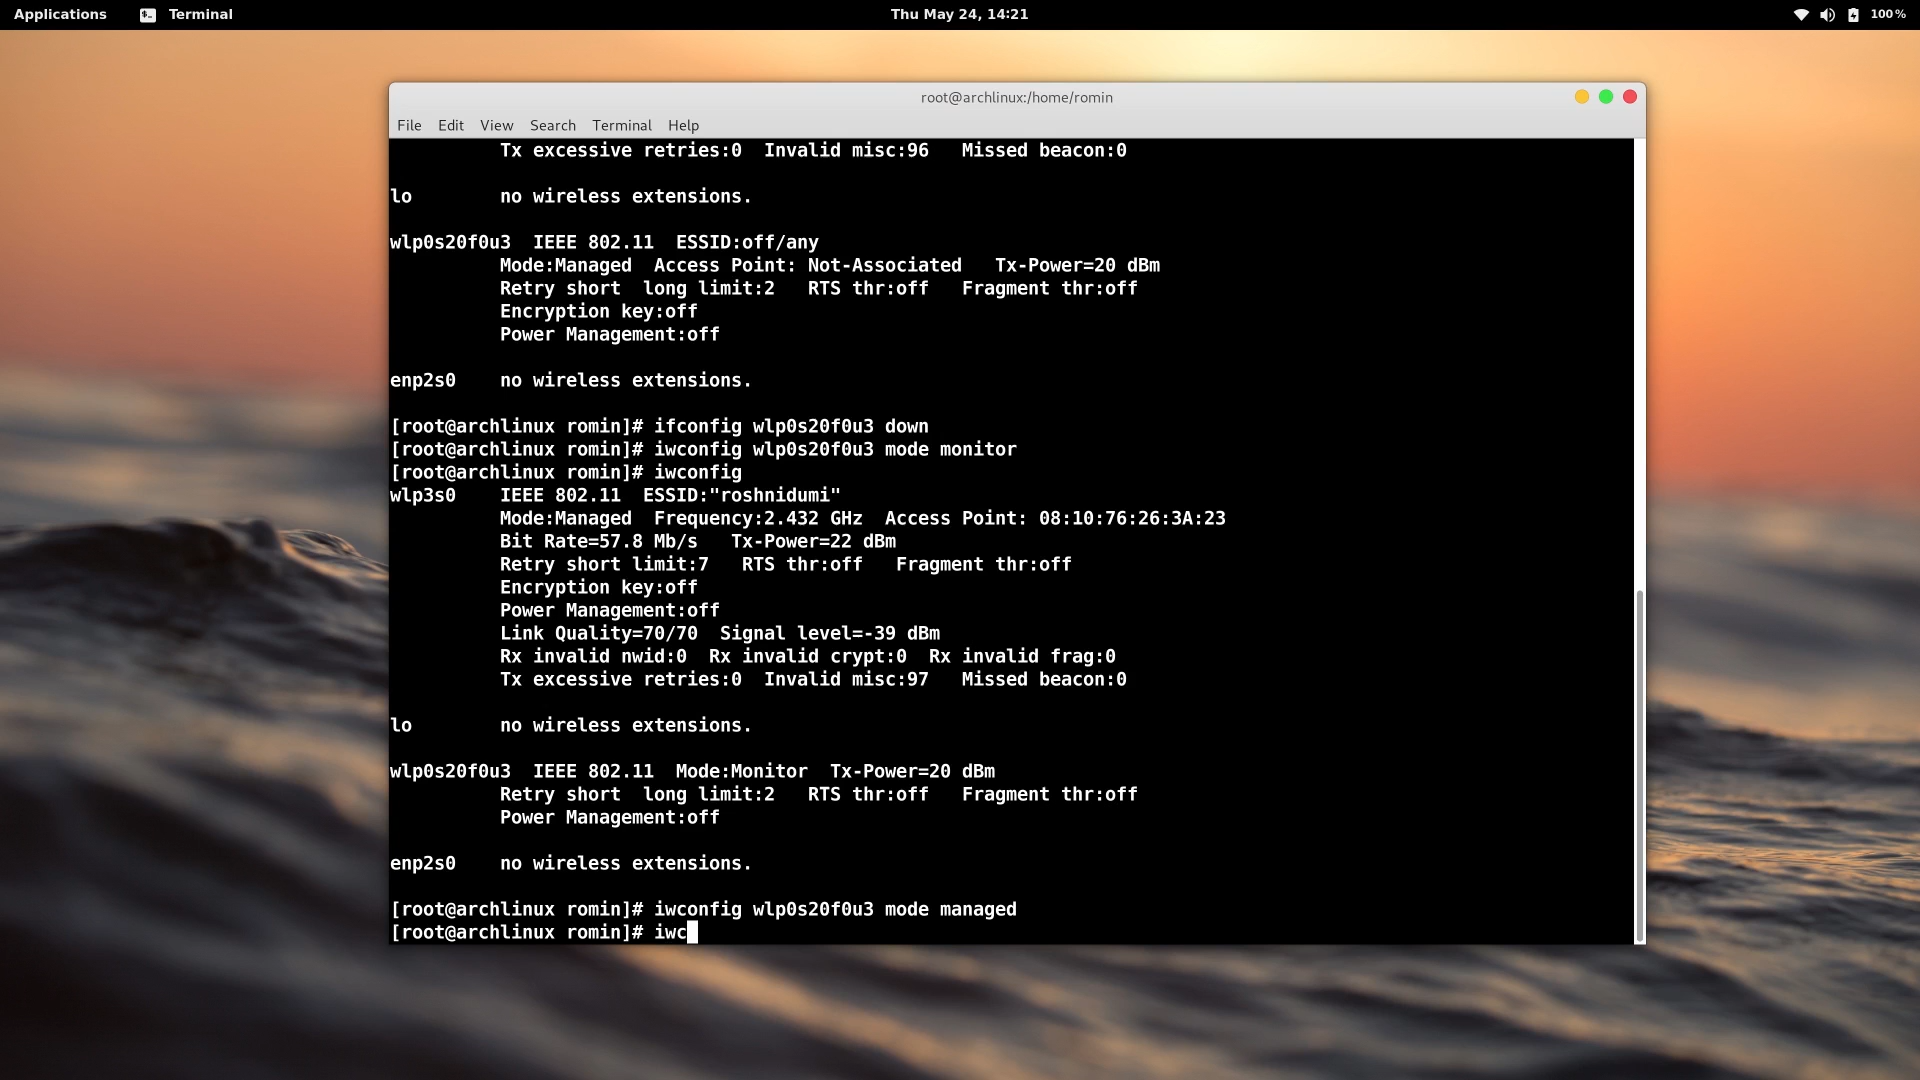 Applications Terminal Thu May 24, 14:21 100 %
root@archlinux:/home/romin
File Edit View Search Terminal Help
Tx excessive retries:0  Invalid misc:96   Missed beacon:0
lo        no wireless extensions.
wlp0s20f0u3  IEEE 802.11  ESSID:off/any
Mode:Managed  Access Point: Not-Associated   Tx-Power=20 dBm
Retry short  long limit:2   RTS thr:off   Fragment thr:off
Encryption key:off
Power Management:off
enp2s0    no wireless extensions.
[root@archlinux romin]# ifconfig wlp0s20f0u3 down
[root@archlinux romin]# iwconfig wlp0s20f0u3 mode monitor
[root@archlinux romin]# iwconfig
wlp3s0    IEEE 802.11  ESSID:"roshnidumi"
Mode:Managed  Frequency:2.432 GHz  Access Point: 08:10:76:26:3A:23
Bit Rate=57.8 Mb/s   Tx-Power=22 dBm
Retry short limit:7   RTS thr:off   Fragment thr:off
Encryption key:off
Power Management:off
Link Quality=70/70  Signal level=-39 dBm
Rx invalid nwid:0  Rx invalid crypt:0  Rx invalid frag:0
Tx excessive retries:0  Invalid misc:97   Missed beacon:0
lo        no wireless extensions.
wlp0s20f0u3  IEEE 802.11  Mode:Monitor  Tx-Power=20 dBm
Retry short  long limit:2   RTS thr:off   Fragment thr:off
Power Management:off
enp2s0    no wireless extensions.
[root@archlinux romin]# iwconfig wlp0s20f0u3 mode managed
[root@archlinux romin]# iwc